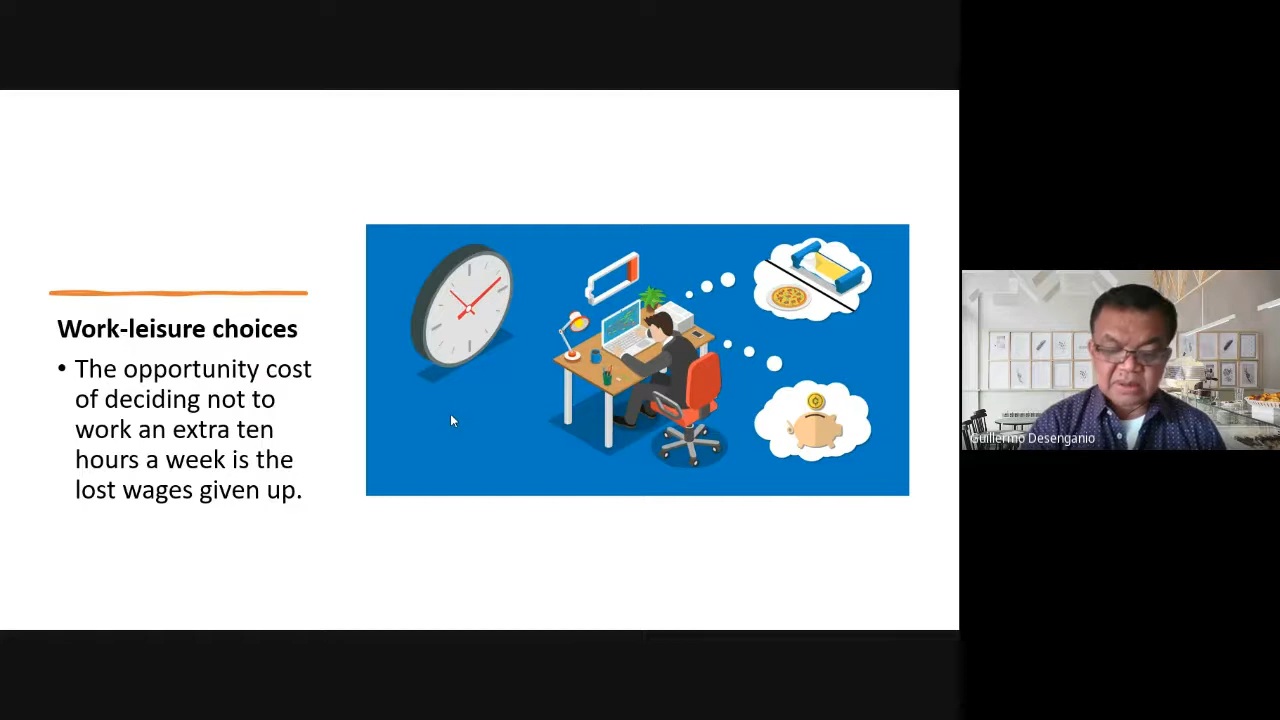 Work-leisure choices
• The opportunity cost
of deciding not to
work an extra ten
hours a week is the
lost wages given up.
Guillermo Desenganio